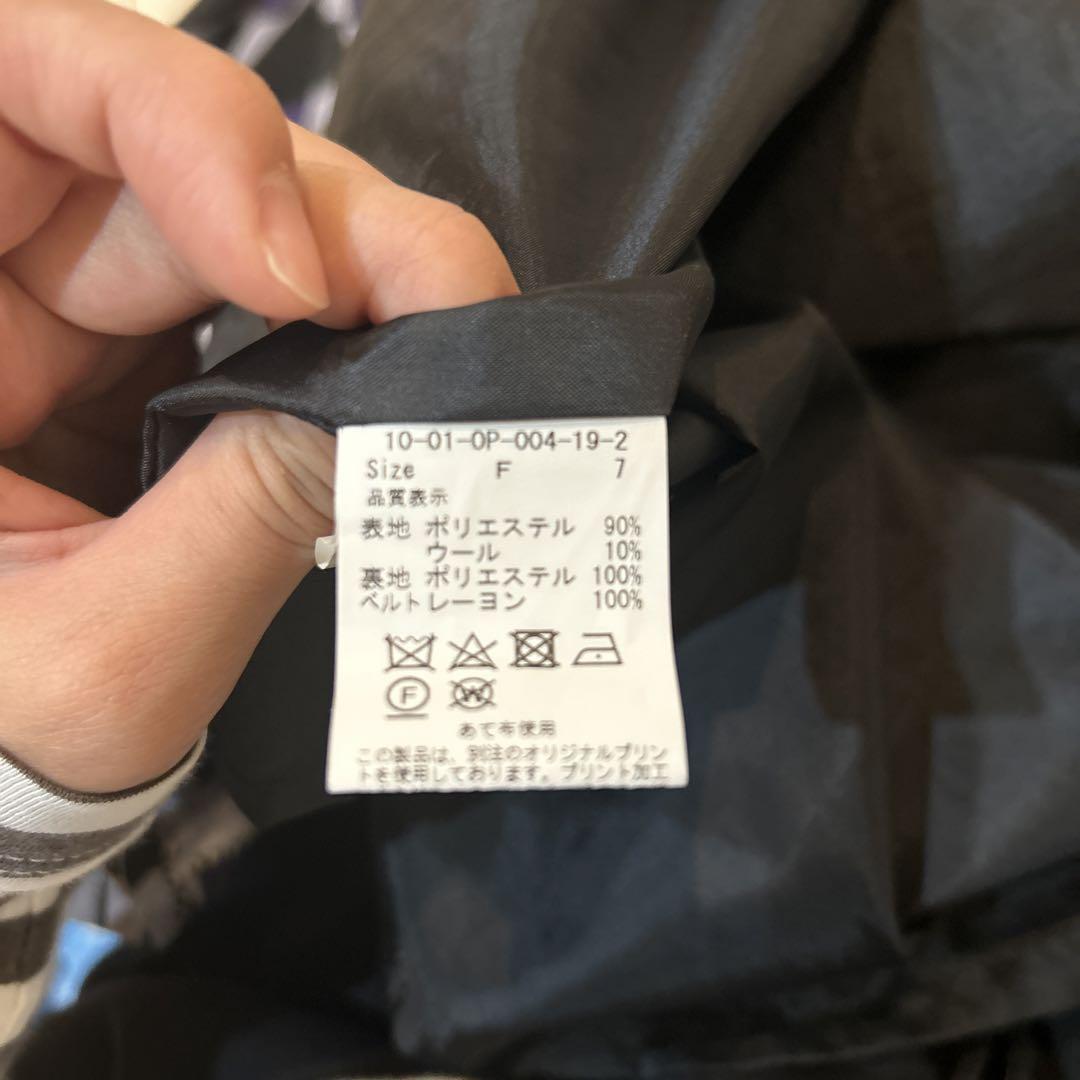 10-01-OP-004-19-2
Size F 7
品質表示
表地 ポリエステル 90%
ウール 10%
裏地 ポリエステル 100%
ベルト レーヨン 100%
F
W
あて布使用
この製品は、別注のオリジナルプリン
トを使用しております。プリント加工